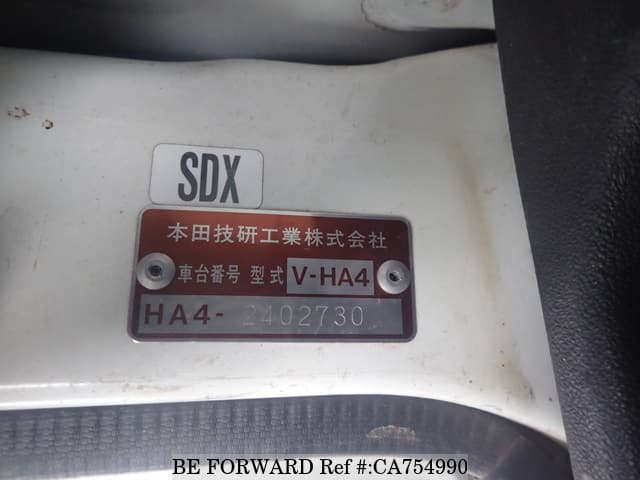 SDX
本田技研工業株式会社
車台番号 型式 V-HA4
HA4- 2402730
BE FORWARD Ref #:CA754990